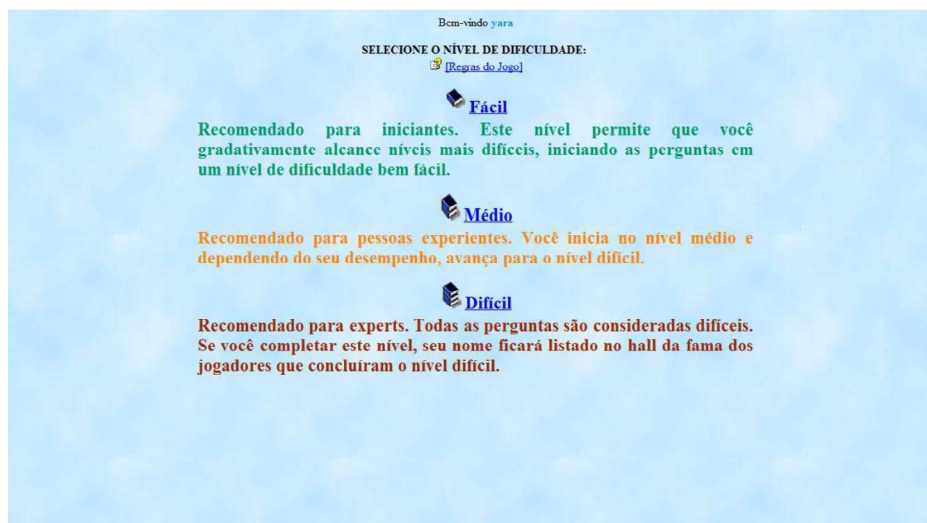 Bem-vindo yara
SELECIONE O NÍVEL DE DIFICULDADE:
[Regras do Jogo]
Fácil
Recomendado para iniciantes. Este nível permite que você
gradativamente alcance níveis mais difíceis, iniciando as perguntas em
um nível de dificuldade bem fácil.
Médio
Recomendado para pessoas experientes. Você inicia no nível médio e
dependendo do seu desempenho, avança para o nível difícil.
Difícil
Recomendado para experts. Todas as perguntas são consideradas difíceis.
Se você completar este nível, seu nome ficará listado no hall da fama dos
jogadores que concluíram o nível difícil.